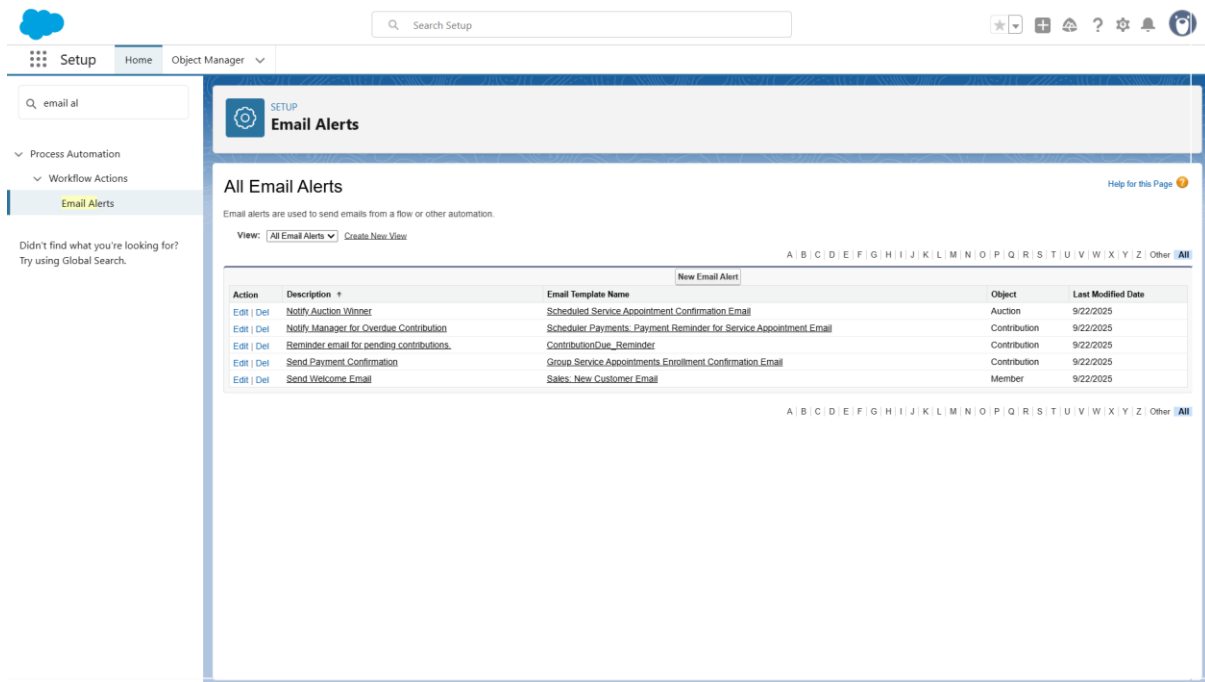 Search Setup
Setup Home Object Manager
email al
SETUP
Email Alerts
Process Automation
Workflow Actions
Email Alerts
Didn't find what you're looking for?
Try using Global Search.
All Email Alerts
Help for this Page ?
Email alerts are used to send emails from a flow or other automation.
View: All Email Alerts Create New View
A | B | C | D | E | F | G | H | I | J | K | L | M | N | O | P | Q | R | S | T | U | V | W | X | Y | Z | Other All
New Email Alert
Action Description ↑ Email Template Name Object Last Modified Date
Edit | Del Notify Auction Winner Scheduled Service Appointment Confirmation Email Auction 9/22/2025
Edit | Del Notify Manager for Overdue Contribution Scheduler Payments: Payment Reminder for Service Appointment Email Contribution 9/22/2025
Edit | Del Reminder email for pending contributions. ContributionDue_Reminder Contribution 9/22/2025
Edit | Del Send Payment Confirmation Group Service Appointments Enrollment Confirmation Email Contribution 9/22/2025
Edit | Del Send Welcome Email Sales: New Customer Email Member 9/22/2025
A | B | C | D | E | F | G | H | I | J | K | L | M | N | O | P | Q | R | S | T | U | V | W | X | Y | Z | Other All